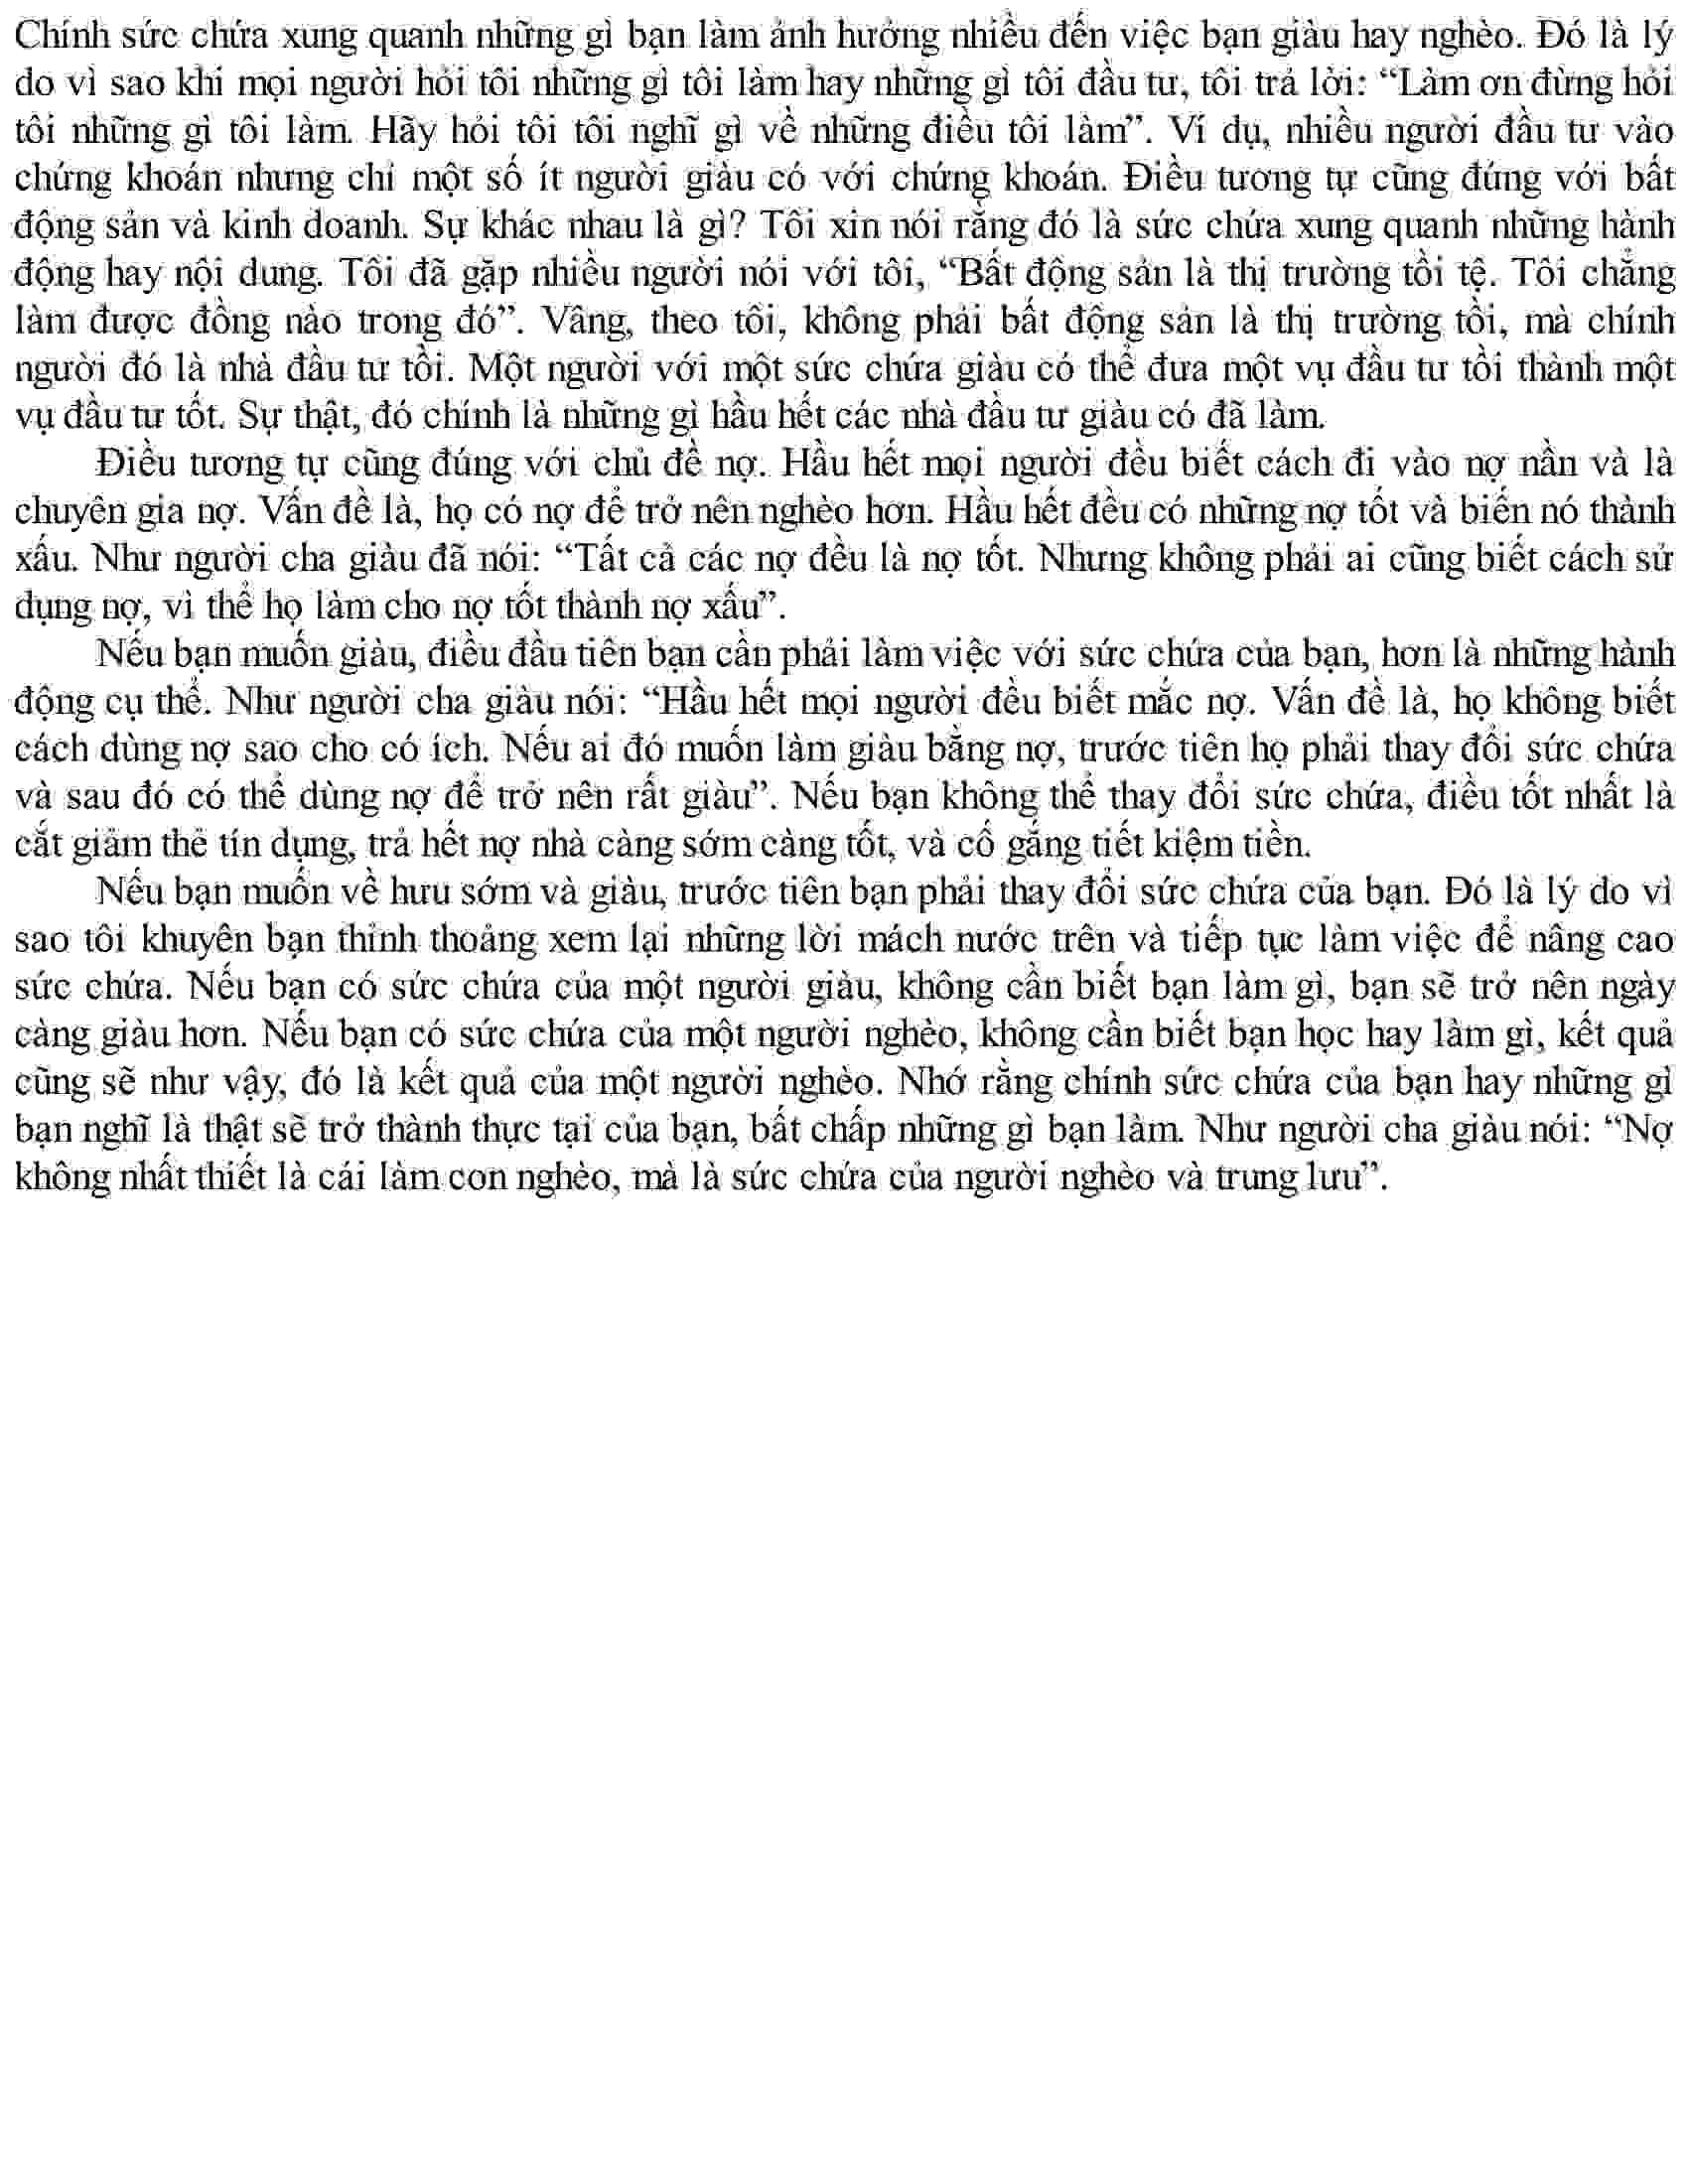 Chính sức chứa xung quanh những gì bạn làm ảnh hưởng nhiều đến việc bạn giàu hay nghèo. Đó là lý
do vì sao khi mọi người hỏi tôi những gì tôi làm hay những gì tôi đầu tư, tôi trả lời: “Làm ơn đừng hỏi
tôi những gì tôi làm. Hãy hỏi tôi tôi nghĩ gì về những điều tôi làm”. Ví dụ, nhiều người đầu tư vào
chứng khoán nhưng chỉ một số ít người giàu có với chứng khoán. Điều tương tự cũng đúng với bất
động sản và kinh doanh. Sự khác nhau là gì? Tôi xin nói rằng đó là sức chứa xung quanh những hành
động hay nội dung. Tôi đã gặp nhiều người nói với tôi, “Bất động sản là thị trường tồi tệ. Tôi chẳng
làm được đồng nào trong đó”. Vâng, theo tôi, không phải bất động sản là thị trường tồi, mà chính
người đó là nhà đầu tư tồi. Một người với một sức chứa giàu có thể đưa một vụ đầu tư tồi thành một
vụ đầu tư tốt. Sự thật, đó chính là những gì hầu hết các nhà đầu tư giàu có đã làm.
Điều tương tự cũng đúng với chủ đề nợ. Hầu hết mọi người đều biết cách đi vào nợ nần và là
chuyên gia nợ. Vấn đề là, họ có nợ để trở nên nghèo hơn. Hầu hết đều có những nợ tốt và biến nó thành
xấu. Như người cha giàu đã nói: “Tất cả các nợ đều là nợ tốt. Nhưng không phải ai cũng biết cách sử
dụng nợ, vì thế họ làm cho nợ tốt thành nợ xấu”.
Nếu bạn muốn giàu, điều đầu tiên bạn cần phải làm việc với sức chứa của bạn, hơn là những hành
động cụ thể. Như người cha giàu nói: “Hầu hết mọi người đều biết mắc nợ. Vấn đề là, họ không biết
cách dùng nợ sao cho có ích. Nếu ai đó muốn làm giàu bằng nợ, trước tiên họ phải thay đổi sức chứa
và sau đó có thể dùng nợ để trở nên rất giàu”. Nếu bạn không thể thay đổi sức chứa, điều tốt nhất là
cắt giảm thẻ tín dụng, trả hết nợ nhà càng sớm càng tốt, và cố gắng tiết kiệm tiền.
Nếu bạn muốn về hưu sớm và giàu, trước tiên bạn phải thay đổi sức chứa của bạn. Đó là lý do vì
sao tôi khuyên bạn thỉnh thoảng xem lại những lời mách nước trên và tiếp tục làm việc để nâng cao
sức chứa. Nếu bạn có sức chứa của một người giàu, không cần biết bạn làm gì, bạn sẽ trở nên ngày
càng giàu hơn. Nếu bạn có sức chứa của một người nghèo, không cần biết bạn học hay làm gì, kết quả
cũng sẽ như vậy, đó là kết quả của một người nghèo. Nhớ rằng chính sức chứa của bạn hay những gì
bạn nghĩ là thật sẽ trở thành thực tại của bạn, bất chấp những gì bạn làm. Như người cha giàu nói: “Nợ
không nhất thiết là cái làm con nghèo, mà là sức chứa của người nghèo và trung lưu”.